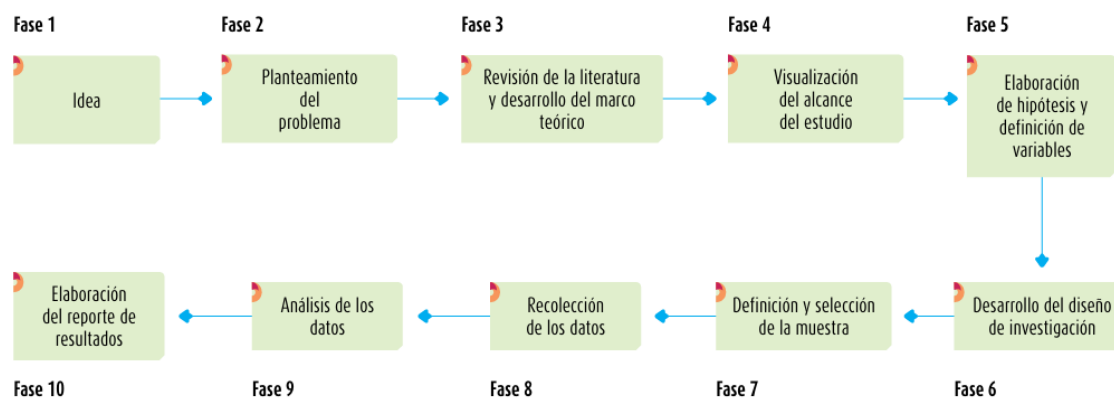 Fase 1
Fase 2
Fase 3
Fase 4
Fase 5
Idea
Planteamiento
del
problema
Revisión de la literatura
y desarrollo del marco
teórico
Visualización
del alcance
del estudio
Elaboración
de hipótesis y
definición de
variables
Elaboración
del reporte de
resultados
Análisis de los
datos
Recolección
de los datos
Definición y selección
de la muestra
Desarrollo del diseño
de investigación
Fase 10
Fase 9
Fase 8
Fase 7
Fase 6